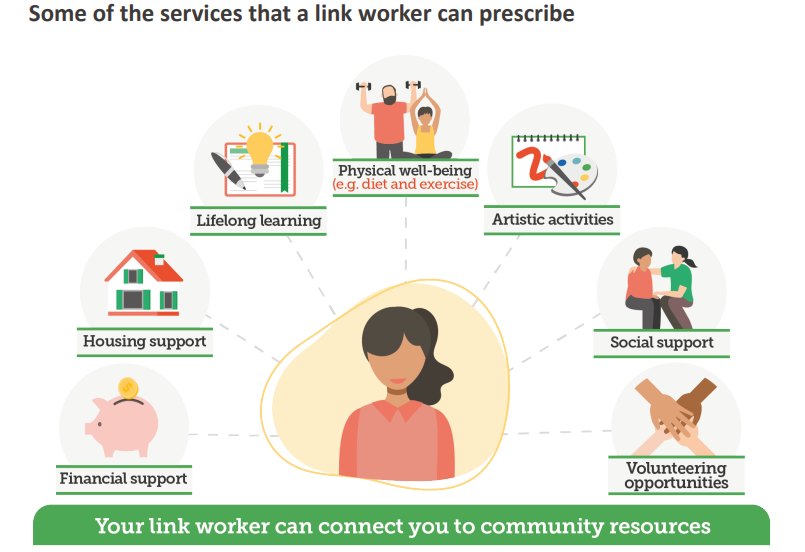 Some of the services that a link worker can prescribe
Physical well-being
(e.g. diet and exercise)
Lifelong learning
Artistic activities
Housing support
Social support
Financial support
Volunteering
opportunities
Your link worker can connect you to community resources